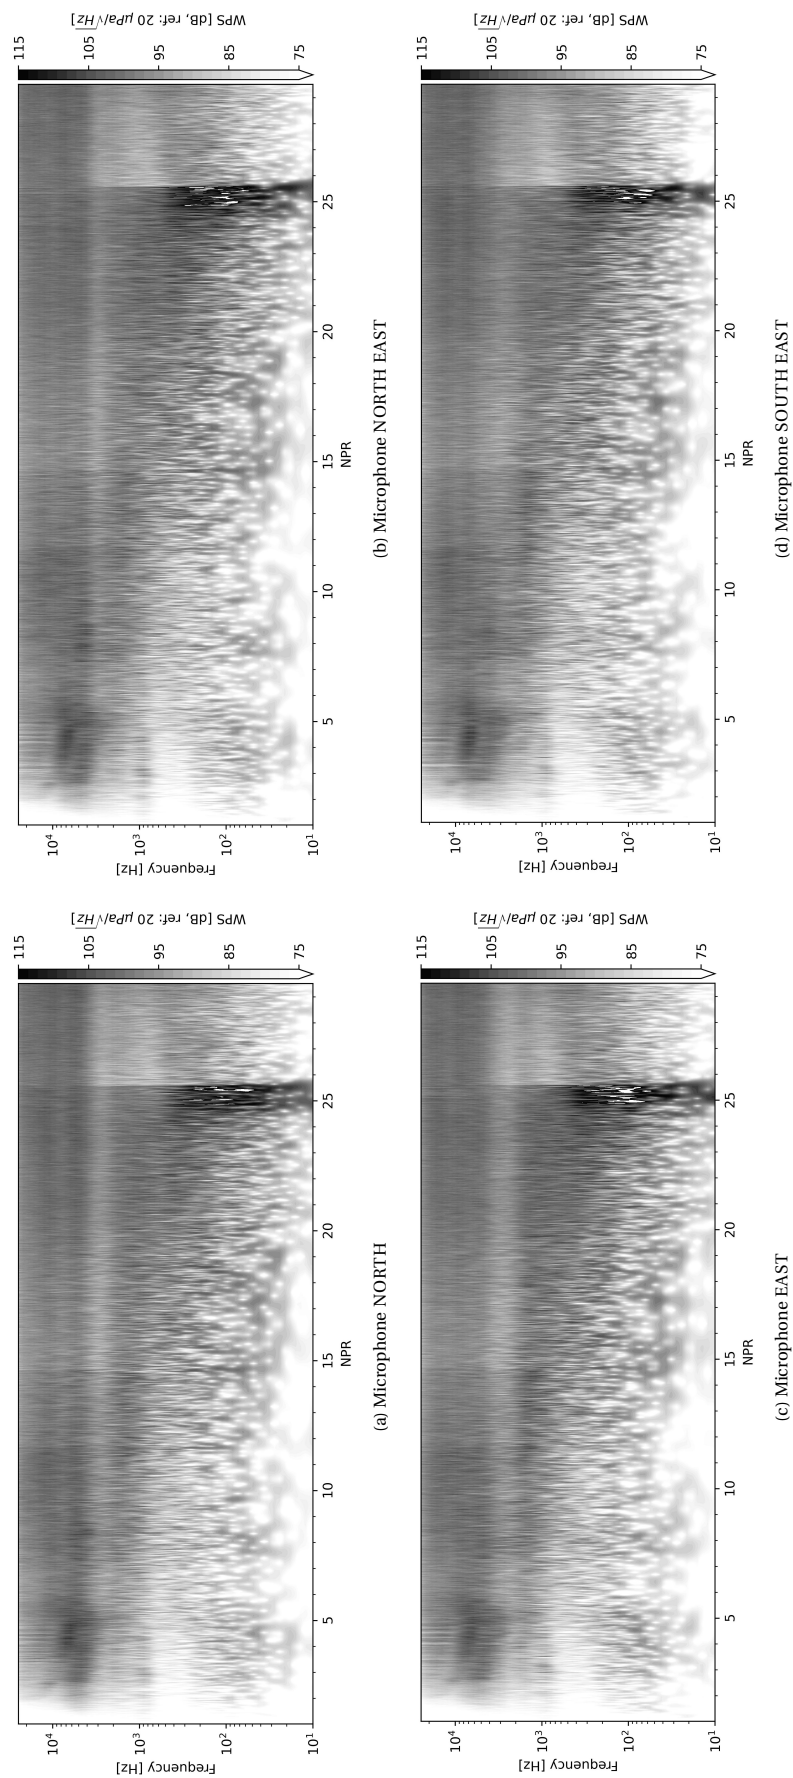 Frequency [Hz]
10⁴
10³
10²
10¹
5 10 15 20 25
NPR
115
105
95
85
75
WPS [dB, ref: 20 μPa/√Hz]
(a) Microphone NORTH
Frequency [Hz]
10⁴
10³
10²
10¹
5 10 15 20 25
NPR
115
105
95
85
75
WPS [dB, ref: 20 μPa/√Hz]
(b) Microphone NORTH EAST
Frequency [Hz]
10⁴
10³
10²
10¹
5 10 15 20 25
NPR
115
105
95
85
75
WPS [dB, ref: 20 μPa/√Hz]
(c) Microphone EAST
Frequency [Hz]
10⁴
10³
10²
10¹
5 10 15 20 25
NPR
115
105
95
85
75
WPS [dB, ref: 20 μPa/√Hz]
(d) Microphone SOUTH EAST